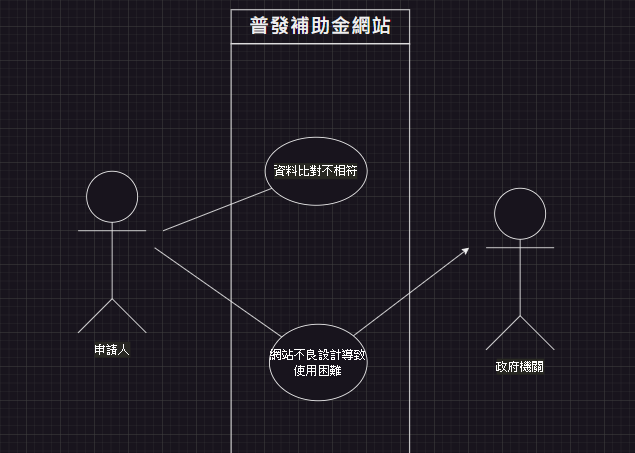 普發補助金網站
資料比對不相符
申請人
網站不良設計導致
使用困難
政府機關